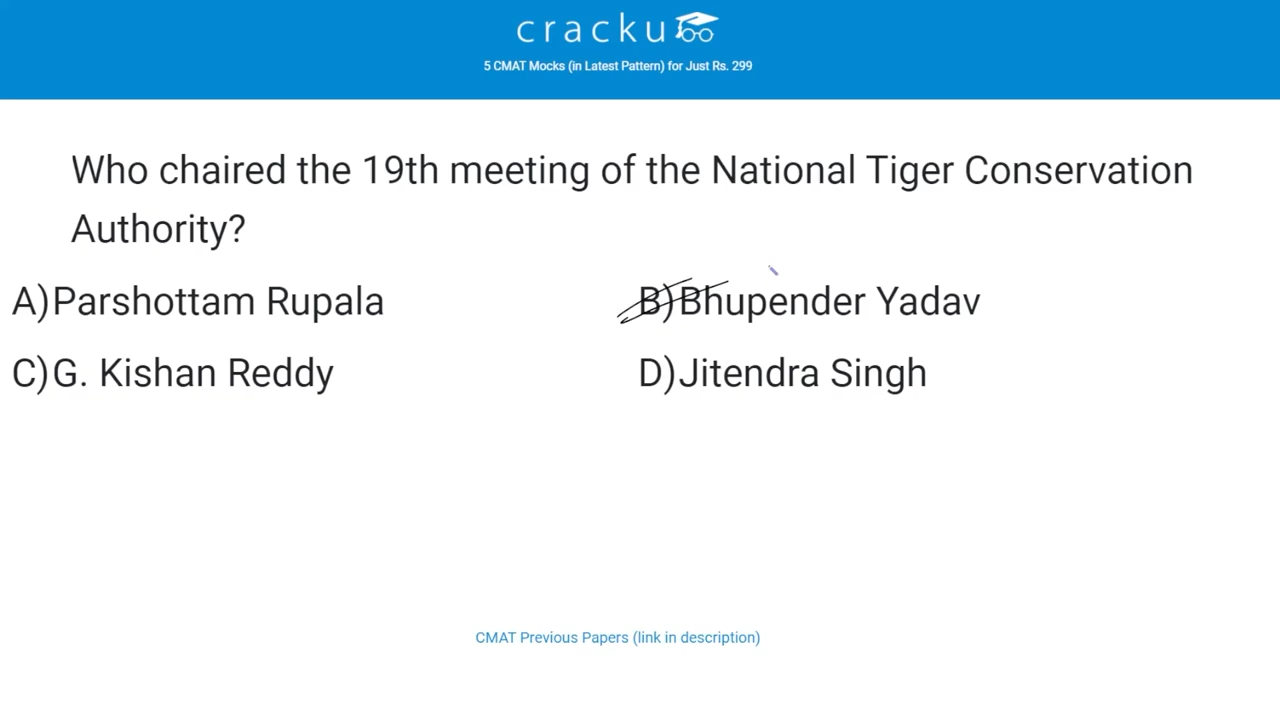 cracku
5 CMAT Mocks (in Latest Pattern) for Just Rs. 299
Who chaired the 19th meeting of the National Tiger Conservation
Authority?
A)Parshottam Rupala
B)Bhupender Yadav
C)G. Kishan Reddy
D)Jitendra Singh
CMAT Previous Papers (link in description)